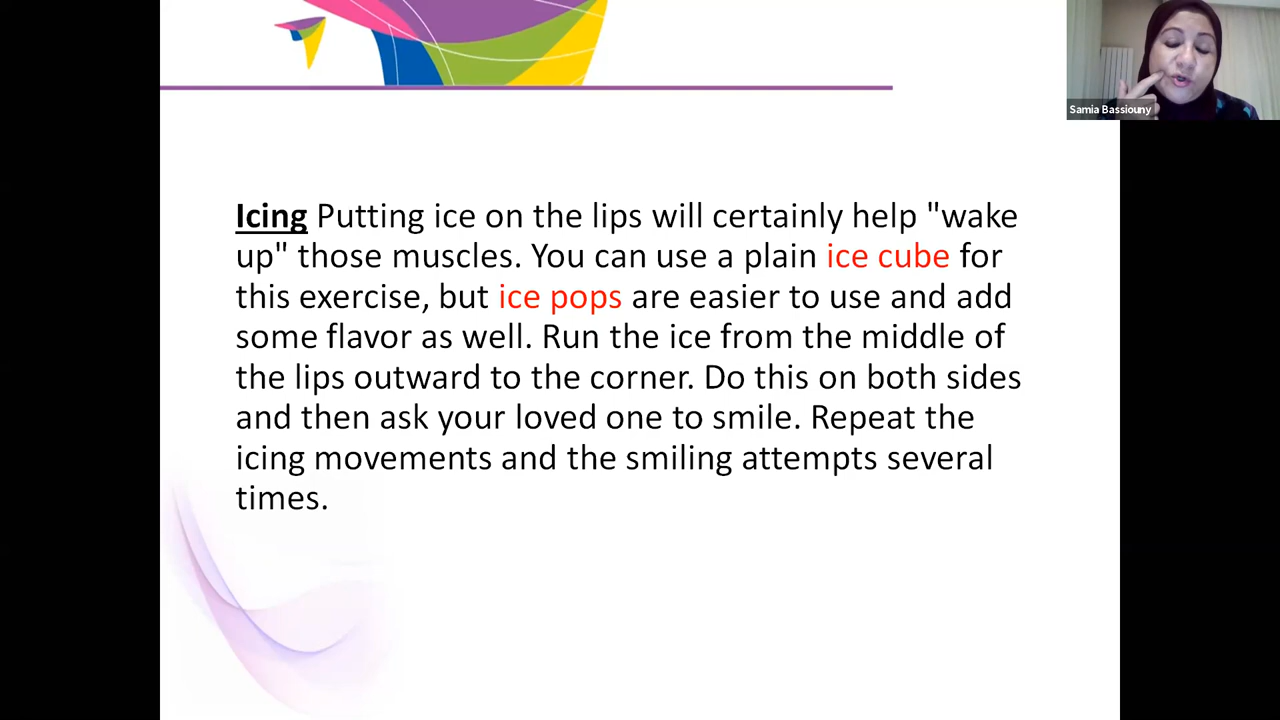 Samia Bassiouny
Icing Putting ice on the lips will certainly help "wake
up" those muscles. You can use a plain ice cube for
this exercise, but ice pops are easier to use and add
some flavor as well. Run the ice from the middle of
the lips outward to the corner. Do this on both sides
and then ask your loved one to smile. Repeat the
icing movements and the smiling attempts several
times.